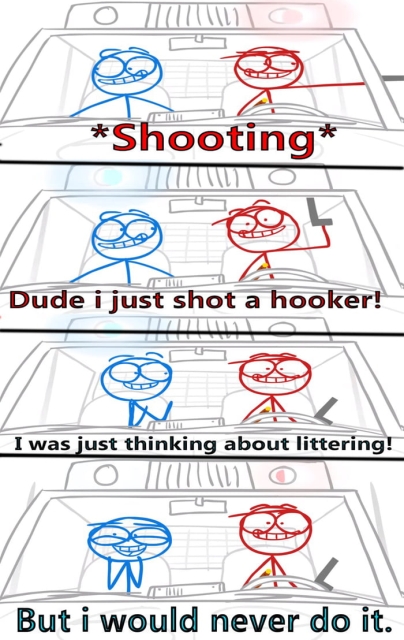 *Shooting*
Dude i just shot a hooker!
I was just thinking about littering!
But i would never do it.